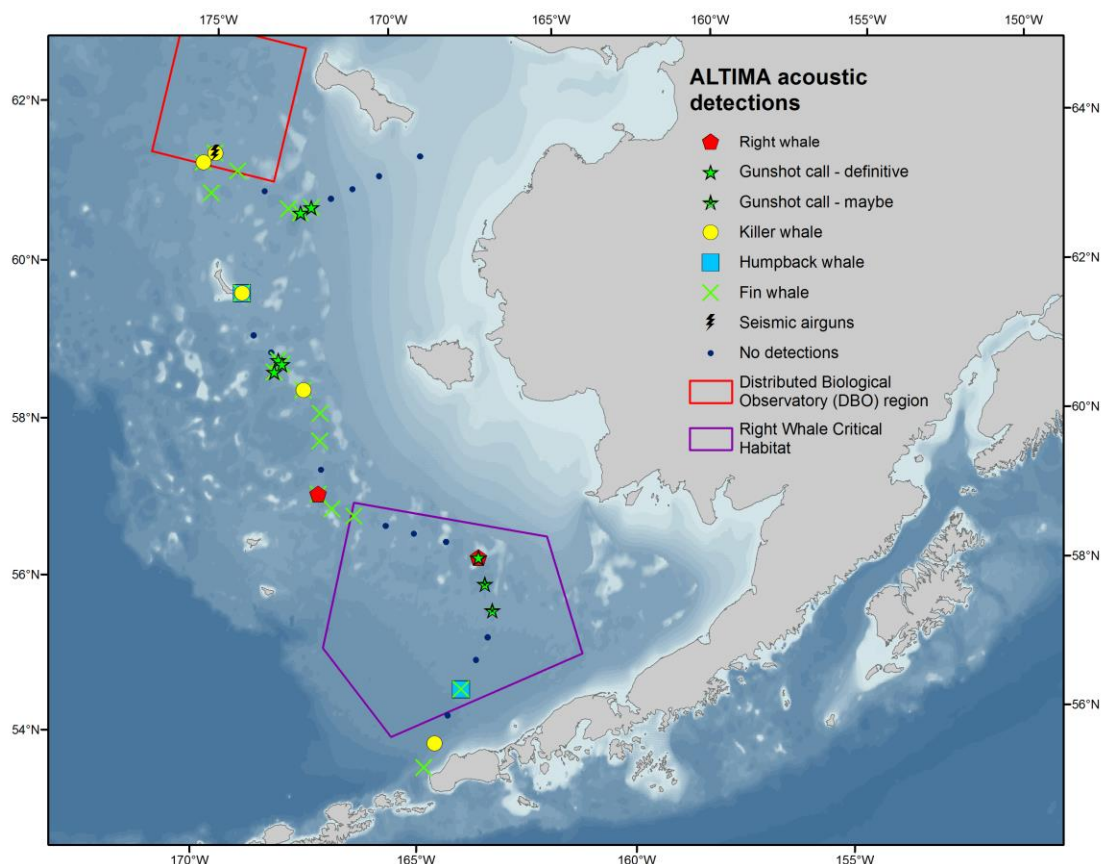 175°W 170°W 165°W 160°W 155°W 150°W
ALTIMA acoustic
detections
Right whale
Gunshot call - definitive
Gunshot call - maybe
Killer whale
Humpback whale
Fin whale
Seismic airguns
No detections
Distributed Biological
Observatory (DBO) region
Right Whale Critical
Habitat
62°N
60°N
58°N
56°N
54°N
64°N
62°N
60°N
58°N
56°N
170°W 165°W 160°W 155°W